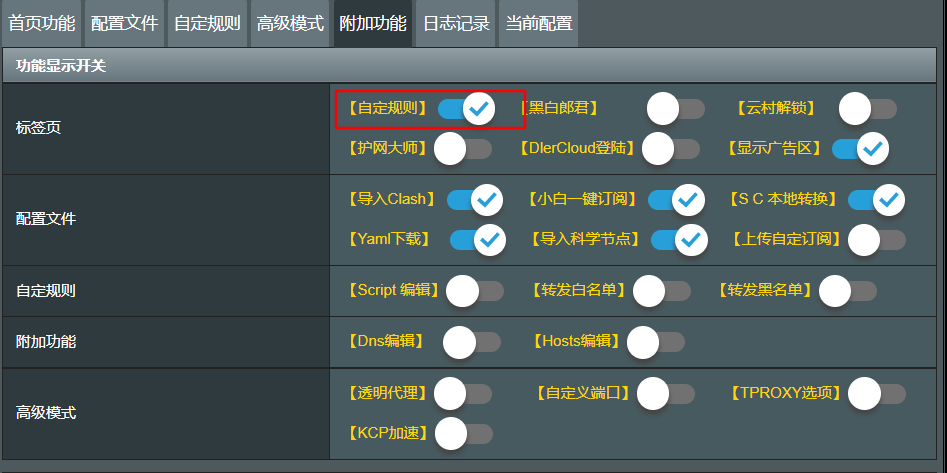 首页功能 配置文件 自定规则 高级模式 附加功能 日志记录 当前配置
功能显示开关
标签页
【自定规则】 【黑白郎君】 【云村解锁】
【护网大师】 【DlerCloud登陆】 【显示广告区】
配置文件
【导入Clash】 【小白一键订阅】 【S C 本地转换】
【Yaml下载】 【导入科学节点】 【上传自定订阅】
自定规则
【Script 编辑】 【转发白名单】 【转发黑名单】
附加功能
【Dns编辑】 【Hosts编辑】
高级模式
【透明代理】 【自定义端口】 【TPROXY选项】
【KCP加速】